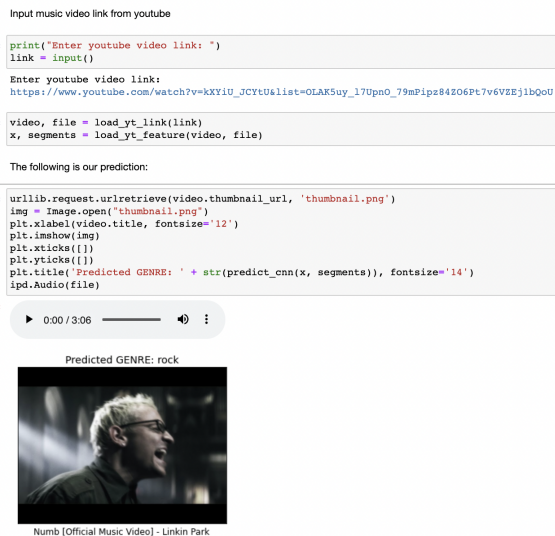 Input music video link from youtube
print("Enter youtube video link: ")
link = input()
Enter youtube video link:
https://www.youtube.com/watch?v=kXYiU_JCYtU&list=OLAK5uy_l7UpnO_79mPipz84ZO6Pt7v6VZEj1bQoU
video, file = load_yt_link(link)
x, segments = load_yt_feature(video, file)
The following is our prediction:
urllib.request.urlretrieve(video.thumbnail_url, 'thumbnail.png')
img = Image.open("thumbnail.png")
plt.xlabel(video.title, fontsize='12')
plt.imshow(img)
plt.xticks([])
plt.yticks([])
plt.title('Predicted GENRE: ' + str(predict_cnn(x, segments)), fontsize='14')
ipd.Audio(file)
0:00 / 3:06
Predicted GENRE: rock
Numb [Official Music Video] - Linkin Park